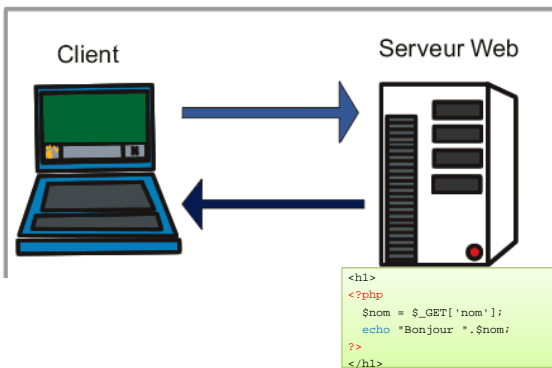 Client
Serveur Web
<h1>
<?php
$nom = $_GET['nom'];
echo "Bonjour ".$nom;
?>
</h1>